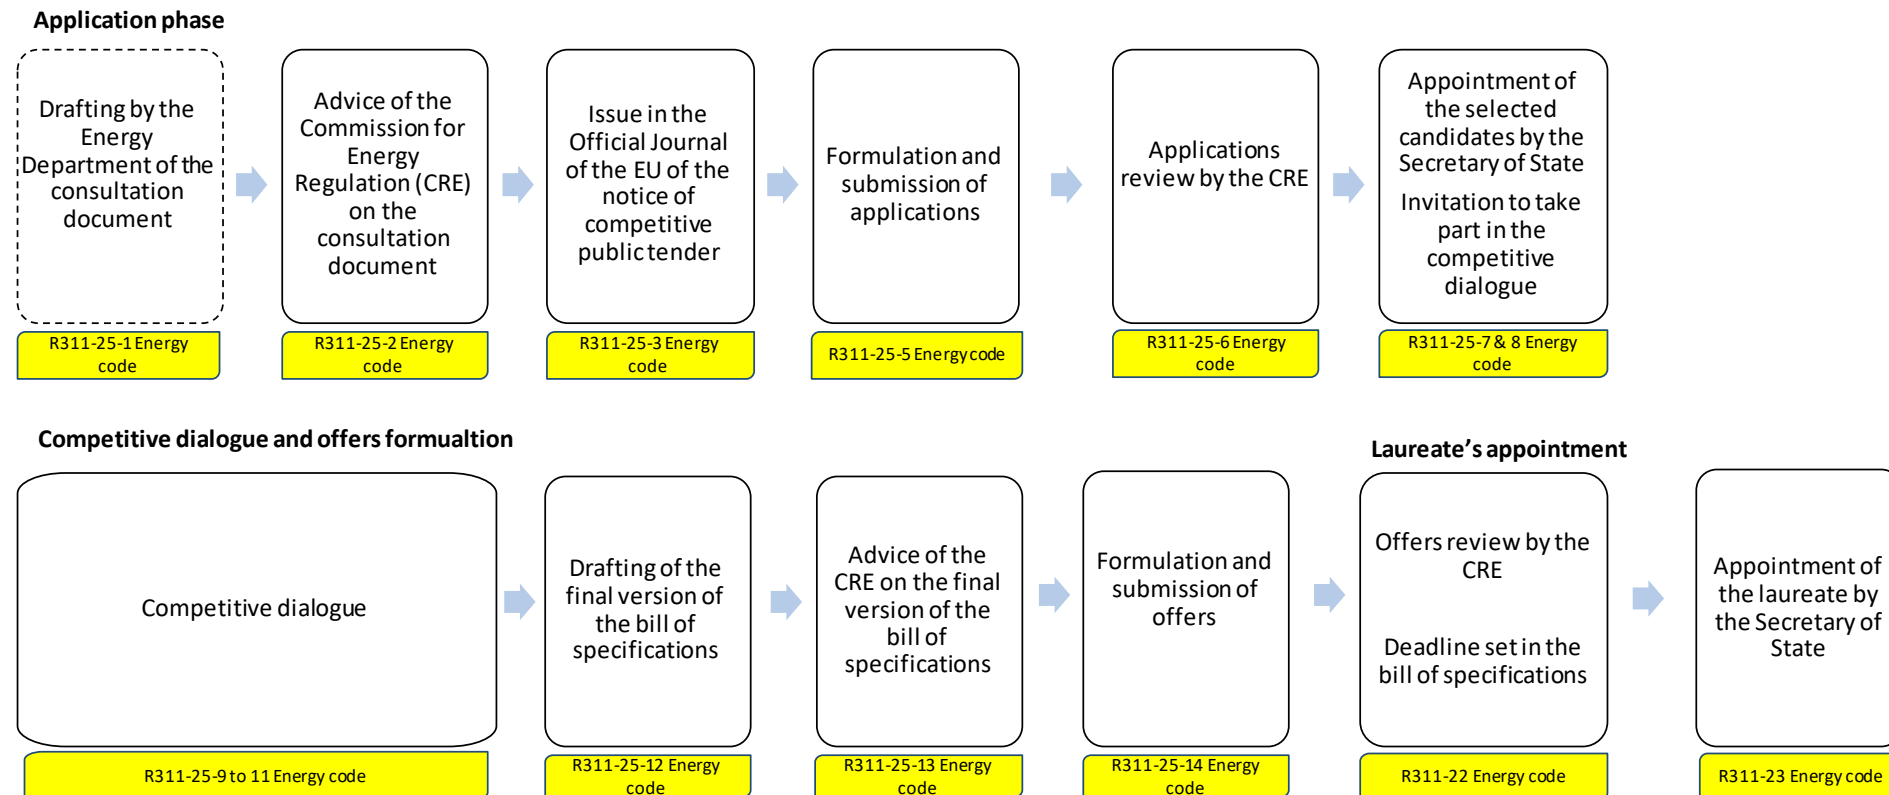 Application phase
Drafting by the
Energy
Department of the
consultation
document
R311-25-1 Energy
code
Advice of the
Commission for
Energy
Regulation (CRE)
on the
consultation
document
R311-25-2 Energy
code
Issue in the
Official Journal
of the EU of the
notice of
competitive
public tender
R311-25-3 Energy
code
Formulation and
submission of
applications
R311-25-5 Energy code
Applications
review by the CRE
R311-25-6 Energy
code
Appointment of
the selected
candidates by the
Secretary of State
Invitation to take
part in the
competitive
dialogue
R311-25-7 & 8 Energy
code
Competitive dialogue and offers formualtion
Competitive dialogue
R311-25-9 to 11 Energy code
Drafting of the
final version of
the bill of
specifications
R311-25-12 Energy
code
Advice of the
CRE on the final
version of the
bill of
specifications
R311-25-13 Energy
code
Formulation and
submission of
offers
R311-25-14 Energy
code
Laureate’s appointment
Offers review by the
CRE
Deadline set in the
bill of specifications
R311-22 Energy code
Appointment of
the laureate by
the Secretary of
State
R311-23 Energy code